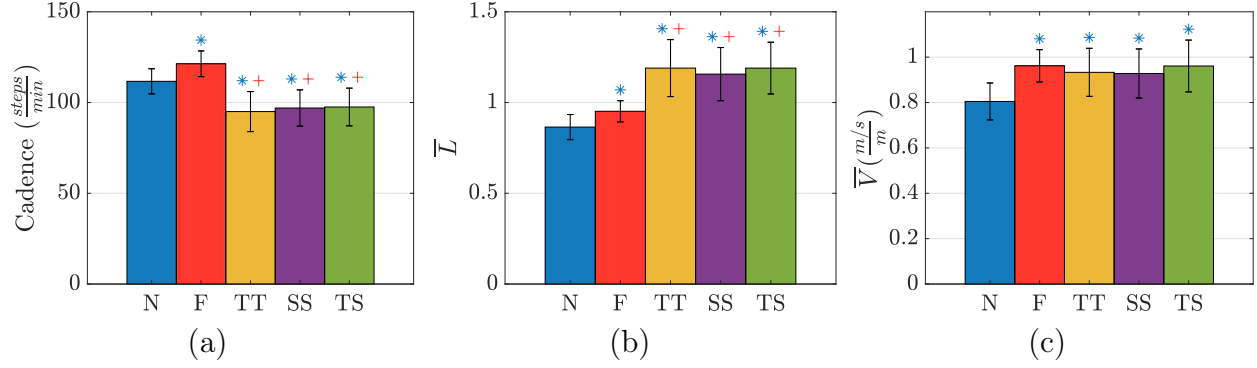 Cadence (steps/min)
150
100
50
0
* *+ *+ *+
N F TT SS TS
(a)
L̅
1.5
1
0.5
0
* *+ *+ *+
N F TT SS TS
(b)
V̅(m/s/m)
1
0.8
0.6
0.4
0.2
0
* * * *
N F TT SS TS
(c)